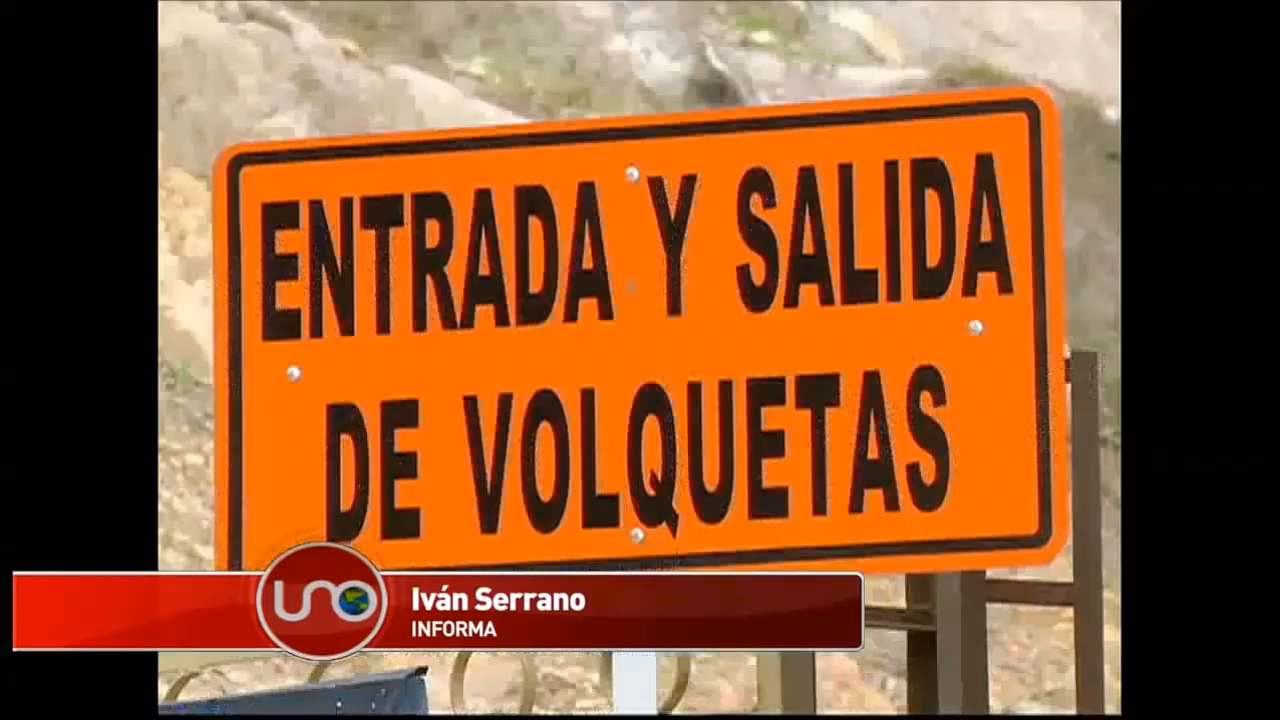 ENTRADA Y SALIDA
DE VOLQUETAS
UNO
Iván Serrano
INFORMA